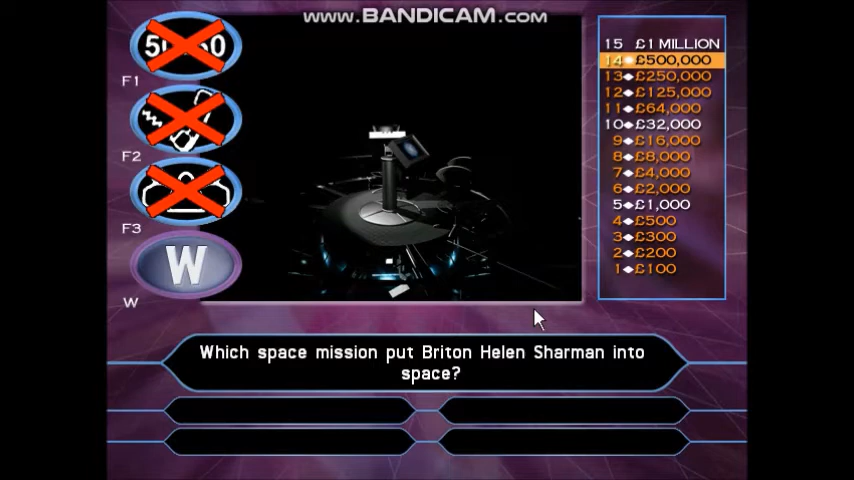 WWW.BANDICAM.COM
50 50
F1
F2
F3
W
W
15 £1 MILLION
14 £500,000
13 £250,000
12 £125,000
11 £64,000
10 £32,000
9 £16,000
8 £8,000
7 £4,000
6 £2,000
5 £1,000
4 £500
3 £300
2 £200
1 £100
Which space mission put Briton Helen Sharman into
space?